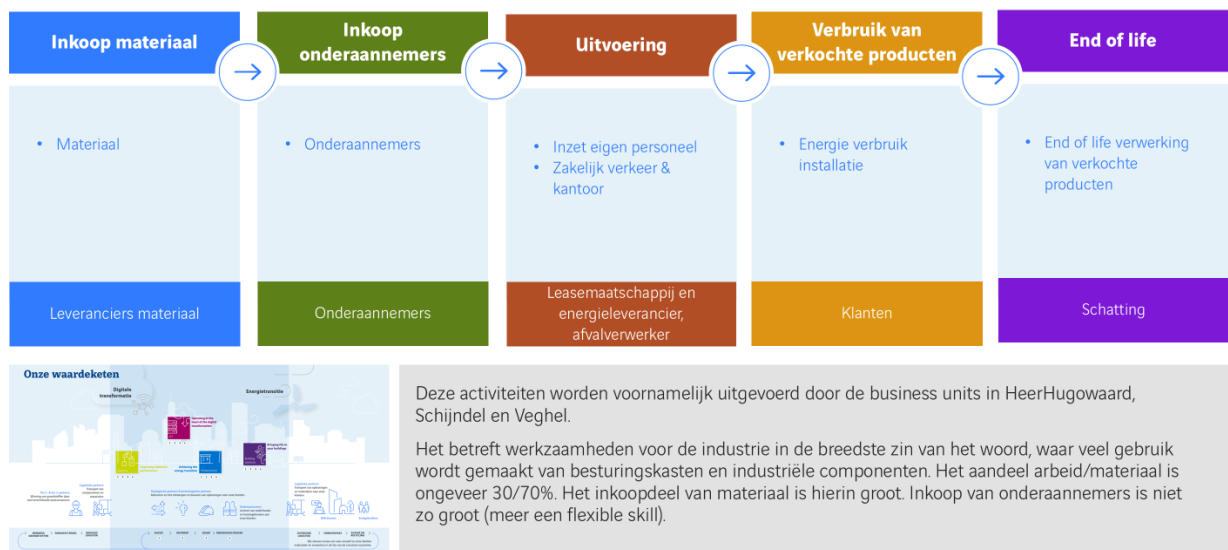 Inkoop materiaal
Inkoop
onderaannemers
Uitvoering
Verbruik van
verkochte producten
End of life
• Materiaal
• Onderaannemers
• Inzet eigen personeel
• Zakelijk verkeer &
kantoor
• Energie verbruik
installatie
• End of life verwerking
van verkochte
producten
Leveranciers materiaal
Onderaannemers
Leasemaatschappij en
energieleverancier,
afvalverwerker
Klanten
Schatting
Onze waardeketen
Digitale
transformatie
Energietransitie
Deze activiteiten worden voornamelijk uitgevoerd door de business units in HeerHugowaard,
Schijndel en Veghel.
Het betreft werkzaamheden voor de industrie in de breedste zin van het woord, waar veel gebruik
wordt gemaakt van besturingskasten en industriële componenten. Het aandeel arbeid/materiaal is
ongeveer 30/70%. Het inkoopdeel van materiaal is hierin groot. Inkoop van onderaannemers is niet
zo groot (meer een flexible skill).